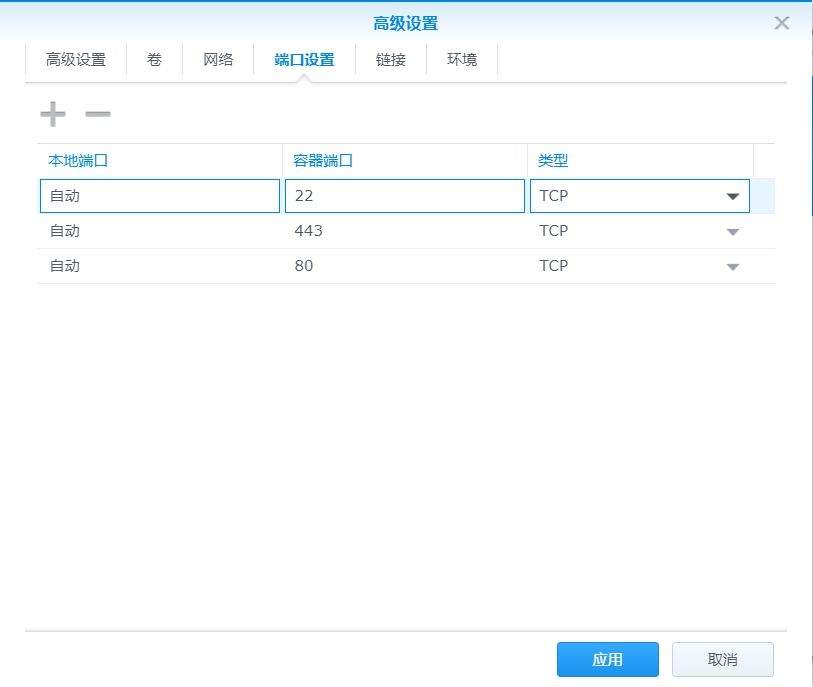 高级设置
高级设置 卷 网络 端口设置 链接 环境
本地端口 容器端口 类型
自动 22 TCP
自动 443 TCP
自动 80 TCP
应用 取消